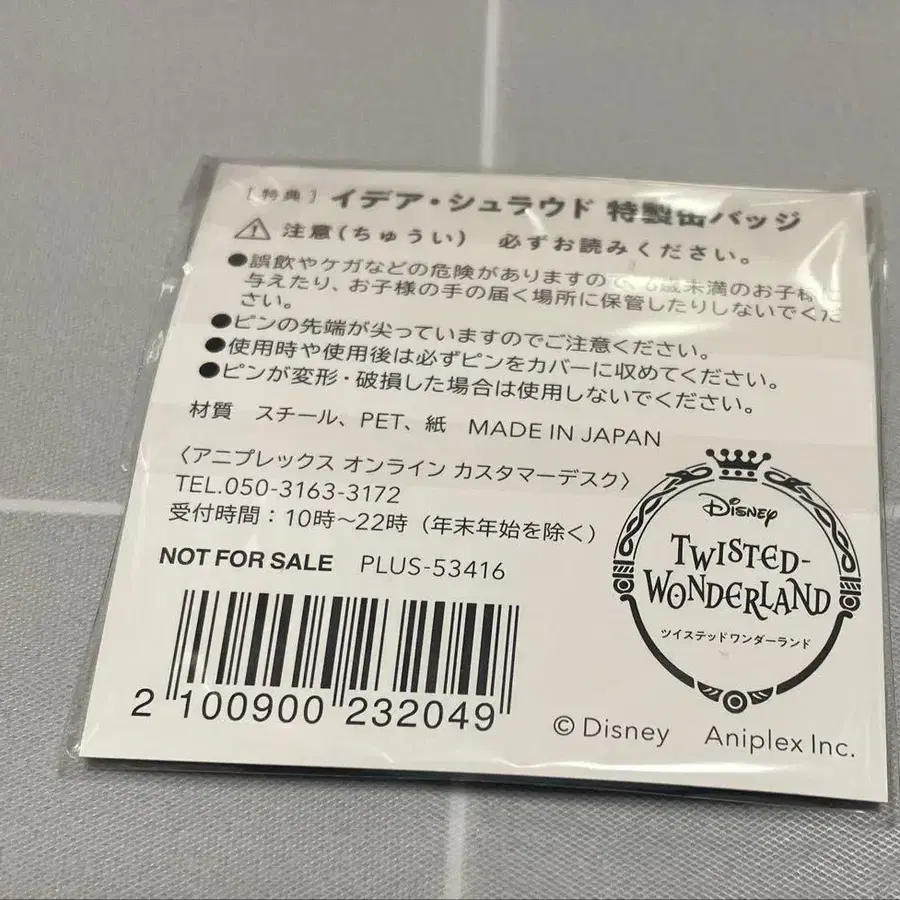 ［特典］イデア・シュラウド 特製缶バッジ
⚠ 注意(ちゅうい) 必ずお読みください。
●誤飲やケガなどの危険がありますので、 歳未満のお子様に
与えたり、お子様の手の届く場所に保管したりしないでくだ
さい。
●ピンの先端が尖っていますのでご注意ください。
●使用時や使用後は必ずピンをカバーに収めてください。
●ピンが変形・破損した場合は使用しないでください。
材質 スチール、PET、紙 MADE IN JAPAN
〈アニプレックス オンライン カスタマーデスク〉
TEL.050-3163-3172
受付時間：10時～22時（年末年始を除く）
NOT FOR SALE PLUS-53416
2 100900 232049
Disney
TWISTED-
WONDERLAND
ツイステッドワンダーランド
© Disney Aniplex Inc.